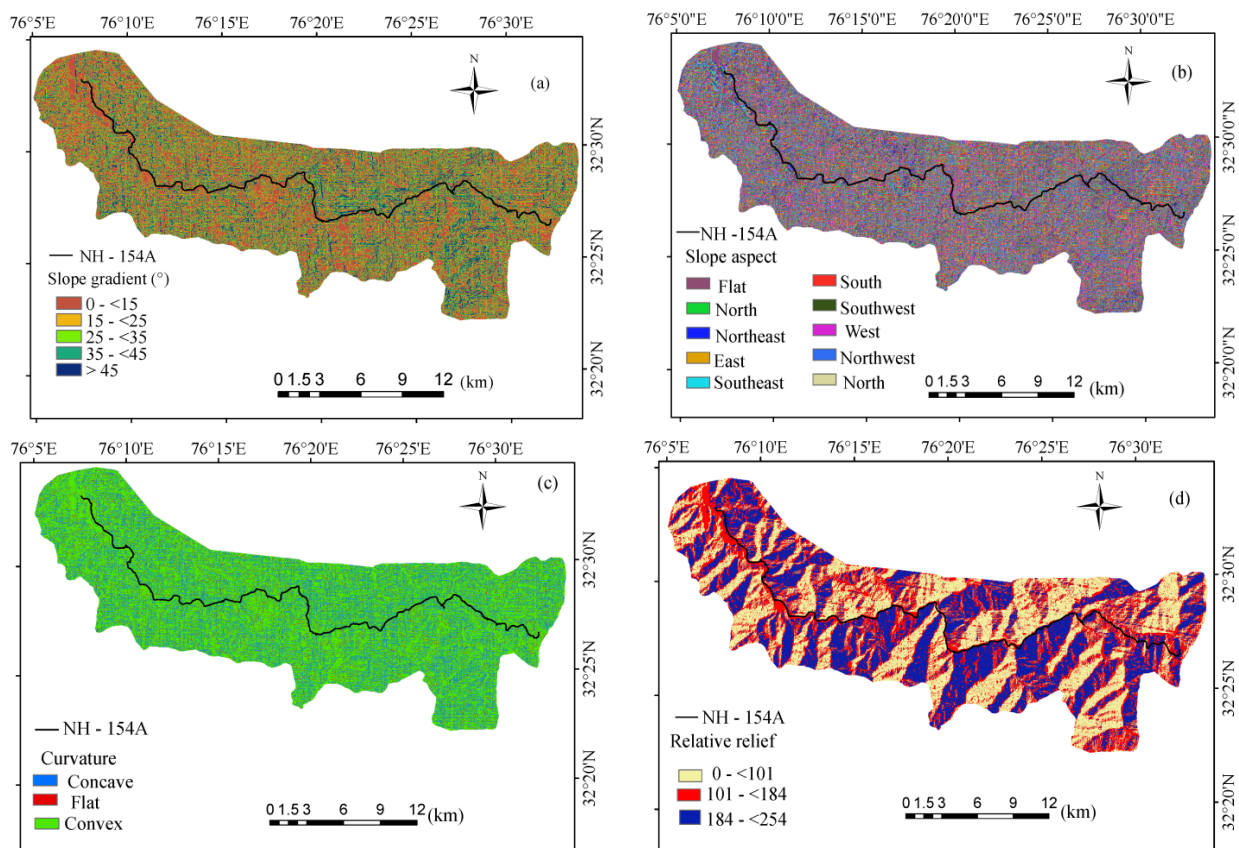 76°5'E 76°10'E 76°15'E 76°20'E 76°25'E 76°30'E
N
(a)
NH - 154A
Slope gradient (°)
0 - <15
15 - <25
25 - <35
35 - <45
> 45
0 1.5 3 6 9 12 (km)
32°30'N
32°25'N
32°20'N
76°5'E 76°10'0"E 76°15'E 76°20'E 76°25'E 76°30'E
N
(b)
NH -154A
Slope aspect
Flat
North
Northeast
East
Southeast
South
Southwest
West
Northwest
North
0 1.5 3 6 9 12 (km)
32°30'0"N
32°25'0"N
32°20'0"N
76°5'E 76°10'E 76°15'E 76°20'E 76°25'E 76°30'E
N
(c)
NH - 154A
Curvature
Concave
Flat
Convex
0 1.5 3 6 9 12 (km)
32°30'N
32°25'N
32°20'N
76°5'E 76°10'E 76°15'E 76°20'E 76°25'E 76°30'E
N
(d)
NH - 154A
Relative relief
0 - <101
101 - <184
184 - <254
0 1.5 3 6 9 12 (km)
32°30'N
32°25'N
32°20'N